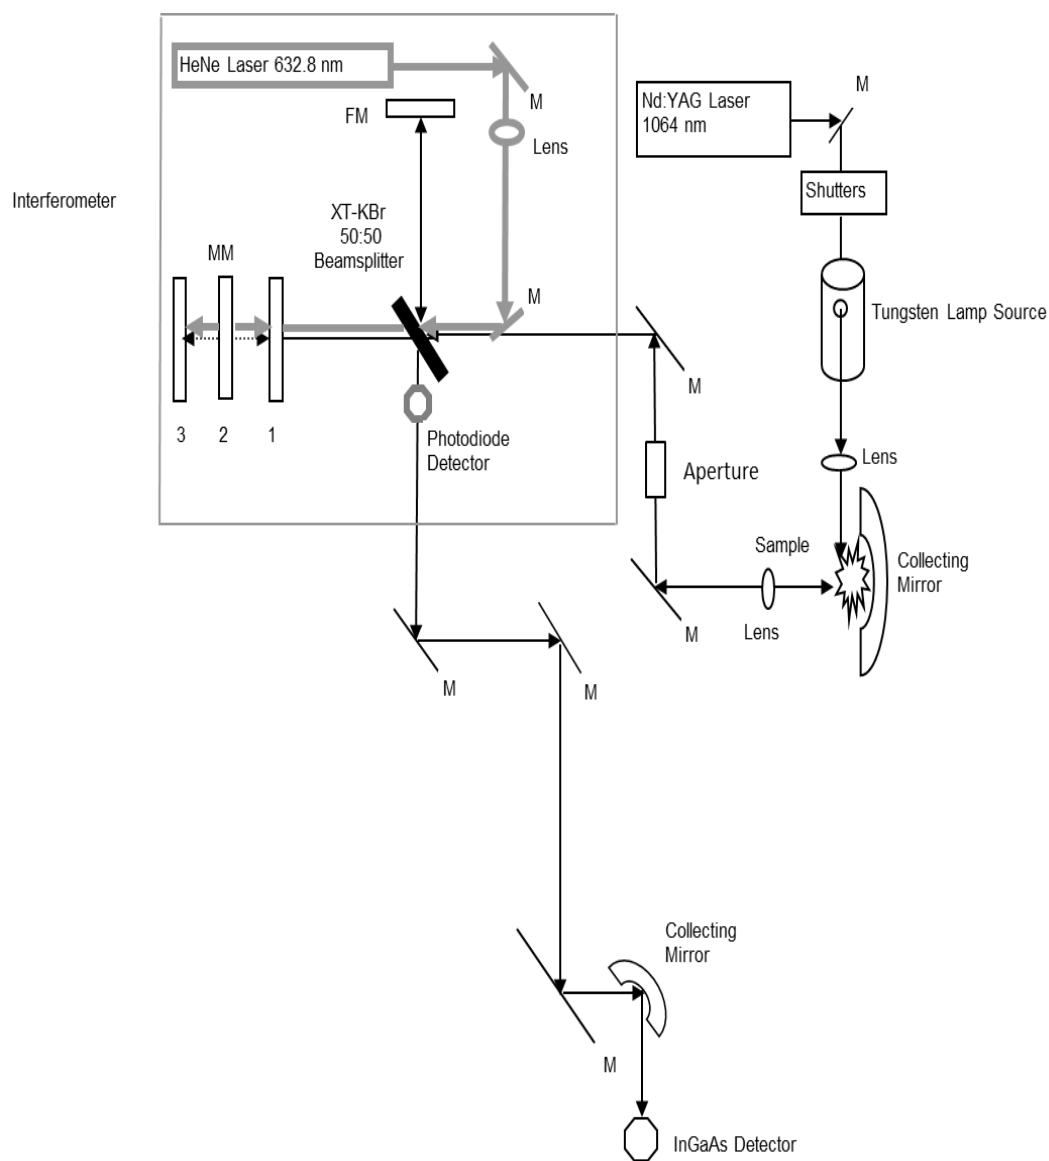 HeNe Laser 632.8 nm
M
FM
Lens
Nd:YAG Laser
1064 nm
M
Shutters
Interferometer
XT-KBr
50:50
Beamsplitter
MM
M
Tungsten Lamp Source
M
3
2
1
Photodiode
Detector
Aperture
Lens
Sample
Collecting
Mirror
Lens
M
M
M
Collecting
Mirror
M
InGaAs Detector